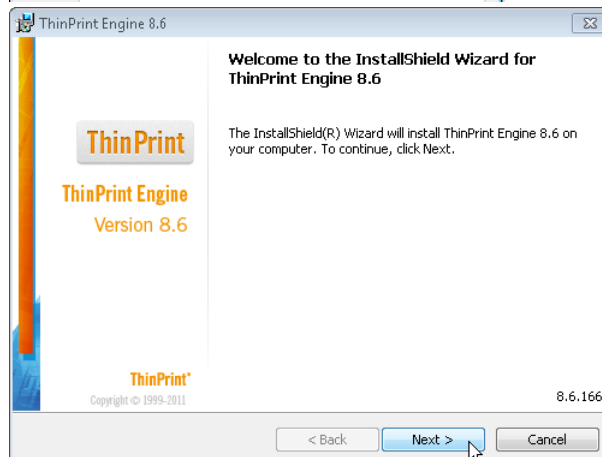 ThinPrint Engine 8.6
Welcome to the InstallShield Wizard for
ThinPrint Engine 8.6
The InstallShield(R) Wizard will install ThinPrint Engine 8.6 on
your computer. To continue, click Next.
ThinPrint
ThinPrint Engine
Version 8.6
ThinPrint®
Copyright © 1999-2011
8.6.166
< Back
Next >
Cancel